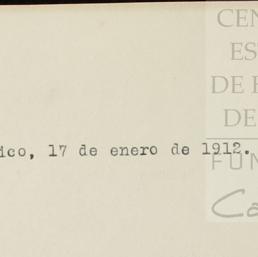 CEN
ES
DE E
DE
ico, 17 de enero de 1912.
FUN
Ca